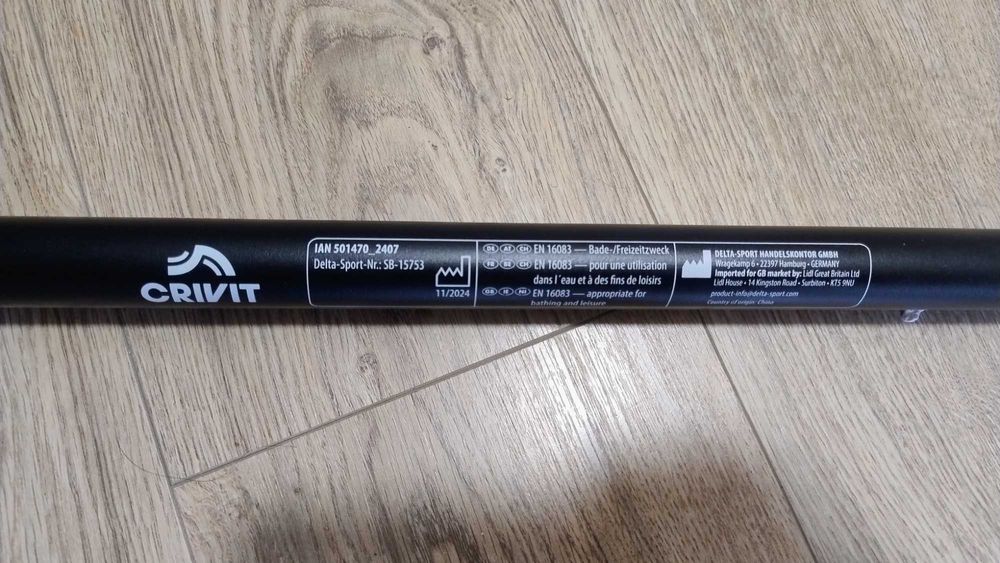 CRIVIT
IAN 501470_2407
Delta-Sport-Nr.: SB-15753
11/2024
DE AT CH EN 16083 — Bade-/Freizeitzweck
FR BE CH EN 16083 — pour une utilisation
dans l'eau et à des fins de loisirs
GB IE NI EN 16083 — appropriate for
bathing and leisure
DELTA-SPORT HANDELSKONTOR GMBH
Wragekamp 6 • 22397 Hamburg • GERMANY
Imported for GB market by: Lidl Great Britain Ltd
Lidl House • 14 Kingston Road • Surbiton • KT5 9NU
product-info@delta-sport.com
Country of origin: China